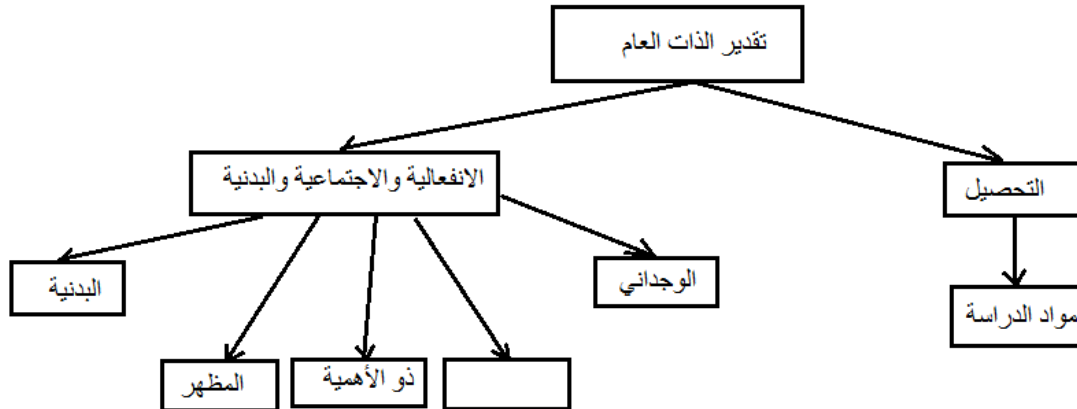 تقدير الذات العام
الانفعالية والاجتماعية والبدنية
التحصيل
البدنية
الوجداني
مواد الدراسة
المظهر
ذو الأهمية